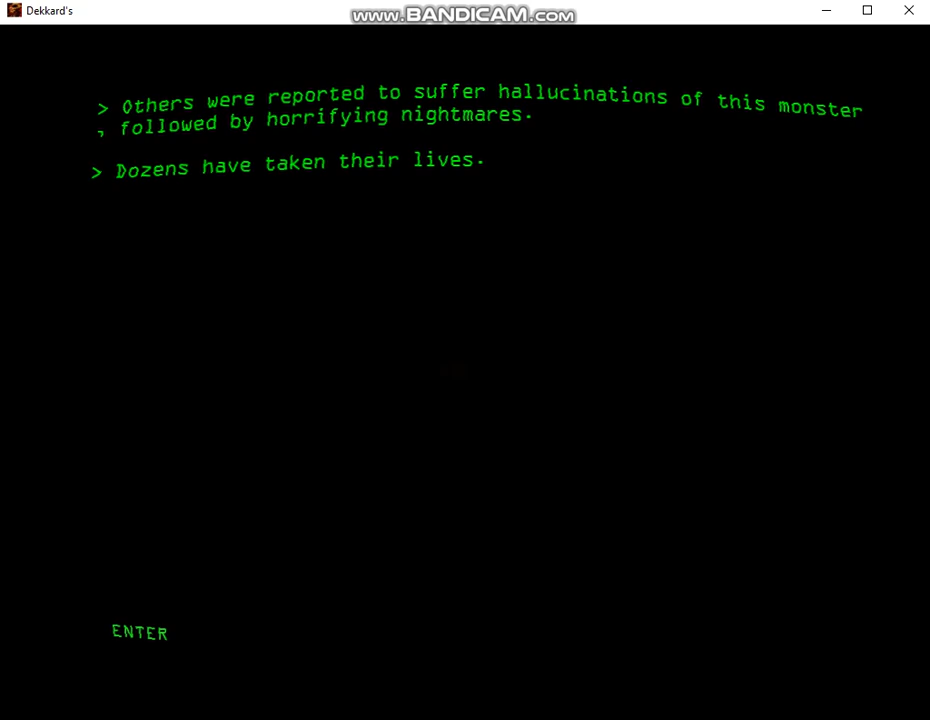 Dekkard's
www.BANDICAM.com
> Others were reported to suffer hallucinations of this monster
, followed by horrifying nightmares.
> Dozens have taken their lives.
ENTER